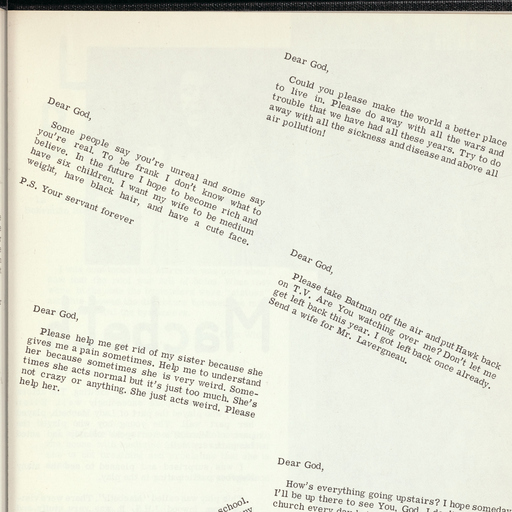 Dear God,
Some people say you're unreal and some say
you're real. To be frank I don't know what to
believe. In the future I hope to become rich and
have six children. I want my wife to be medium
weight, have black hair, and have a cute face.
P.S. Your servant forever
Dear God,
Please help me get rid of my sister because she
gives me a pain sometimes. Help me to understand
her because sometimes she is very weird. Some-
times she acts normal but it's just too much. She's
not crazy or anything. She just acts weird. Please
help her.
school,
Dear God,
Could you please make the world a better place
to live in. Please do away with all the wars and
trouble that we have had all these years. Try to do
away with all the sickness and disease and above all
air pollution!
Dear God,
Please take Batman off the air and put Hawk back
on T.V. Are You watching over me? Don't let me
get left back this year. I got left back once already.
Send a wife for Mr. Lavergneau.
Dear God,
How's everything going upstairs? I hope someday
I'll be up there to see You, God.
church every day